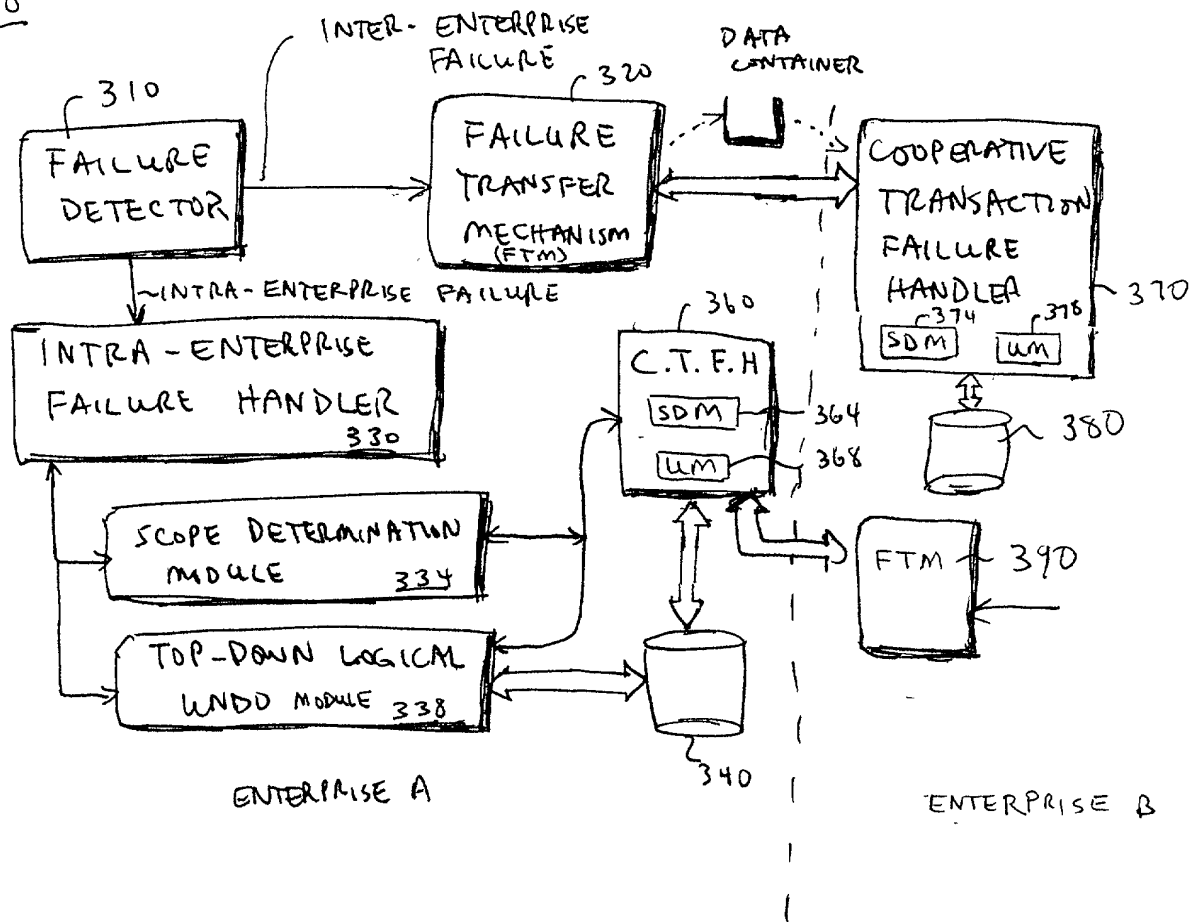 INTER-ENTERPRISE
FAILURE
DATA
CONTAINER
310
320
FAILURE
DETECTOR
FAILURE
TRANSFER
MECHANISM
(FTM)
COOPERATIVE
TRANSACTION
FAILURE
HANDLER
370
374
378
SDM
UM
INTRA-ENTERPRISE FAILURE
INTRA-ENTERPRISE
FAILURE HANDLER
330
360
C.T.F.H
SDM
364
UM
368
380
SCOPE DETERMINATION
MODULE 334
FTM
390
TOP-DOWN LOGICAL
UNDO MODULE 338
340
ENTERPRISE A
ENTERPRISE B